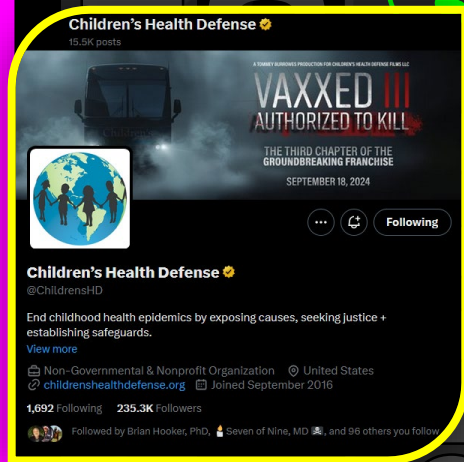 Children's Health Defense
15.5K posts
A TOMMEY BURROWES PRODUCTION FOR CHILDREN'S HEALTH DEFENSE FILMS LLC
VAXXED III
AUTHORIZED TO KILL
THE THIRD CHAPTER OF THE
GROUNDBREAKING FRANCHISE
SEPTEMBER 18, 2024
Children's
Following
Children's Health Defense
@ChildrensHD
End childhood health epidemics by exposing causes, seeking justice +
establishing safeguards.
View more
Non-Governmental & Nonprofit Organization United States
childrenshealthdefense.org Joined September 2016
1,692 Following 235.3K Followers
Followed by Brian Hooker, PhD, 🕯️ Seven of Nine, MD 🏴‍☠️, and 96 others you follow